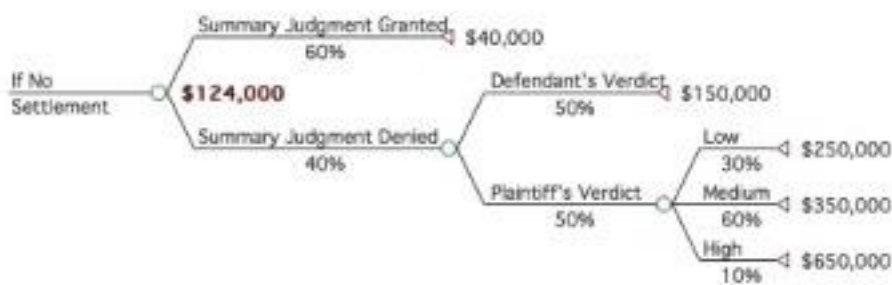 Summary Judgment Granted
60%
$40,000
If No
Settlement
$124,000
Defendant's Verdict
50%
$150,000
Summary Judgment Denied
40%
Low
30%
$250,000
Plaintiff's Verdict
50%
Medium
60%
$350,000
High
10%
$650,000